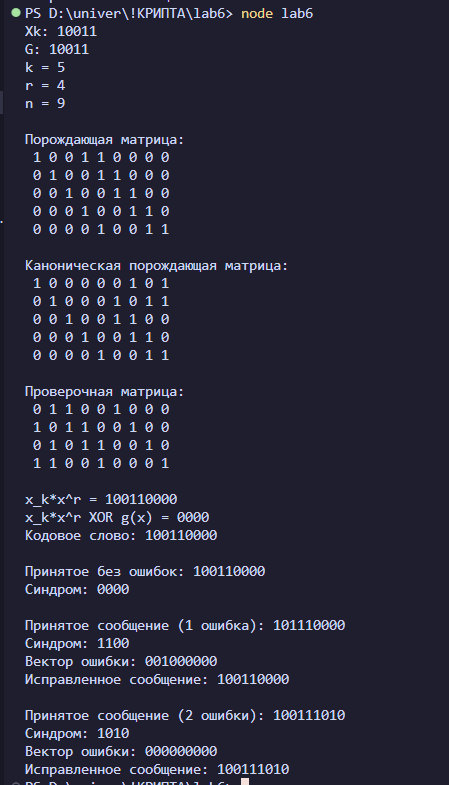 PS D:\univer\!КРИПТА\lab6> node lab6
Xk: 10011
G: 10011
k = 5
r = 4
n = 9
Порождающая матрица:
1 0 0 1 1 0 0 0 0
0 1 0 0 1 1 0 0 0
0 0 1 0 0 1 1 0 0
0 0 0 1 0 0 1 1 0
0 0 0 0 1 0 0 1 1
Каноническая порождающая матрица:
1 0 0 0 0 0 1 0 1
0 1 0 0 0 1 0 1 1
0 0 1 0 0 1 1 0 0
0 0 0 1 0 0 1 1 0
0 0 0 0 1 0 0 1 1
Проверочная матрица:
0 1 1 0 0 1 0 0 0
1 0 1 1 0 0 1 0 0
0 1 0 1 1 0 0 1 0
1 1 0 0 1 0 0 0 1
x_k*x^r = 100110000
x_k*x^r XOR g(x) = 0000
Кодовое слово: 100110000
Принятое без ошибок: 100110000
Синдром: 0000
Принятое сообщение (1 ошибка): 101110000
Синдром: 1100
Вектор ошибки: 001000000
Исправленное сообщение: 100110000
Принятое сообщение (2 ошибки): 100111010
Синдром: 1010
Вектор ошибки: 000000000
Исправленное сообщение: 100111010
PS D:\univer\!КРИПТА\lab6>